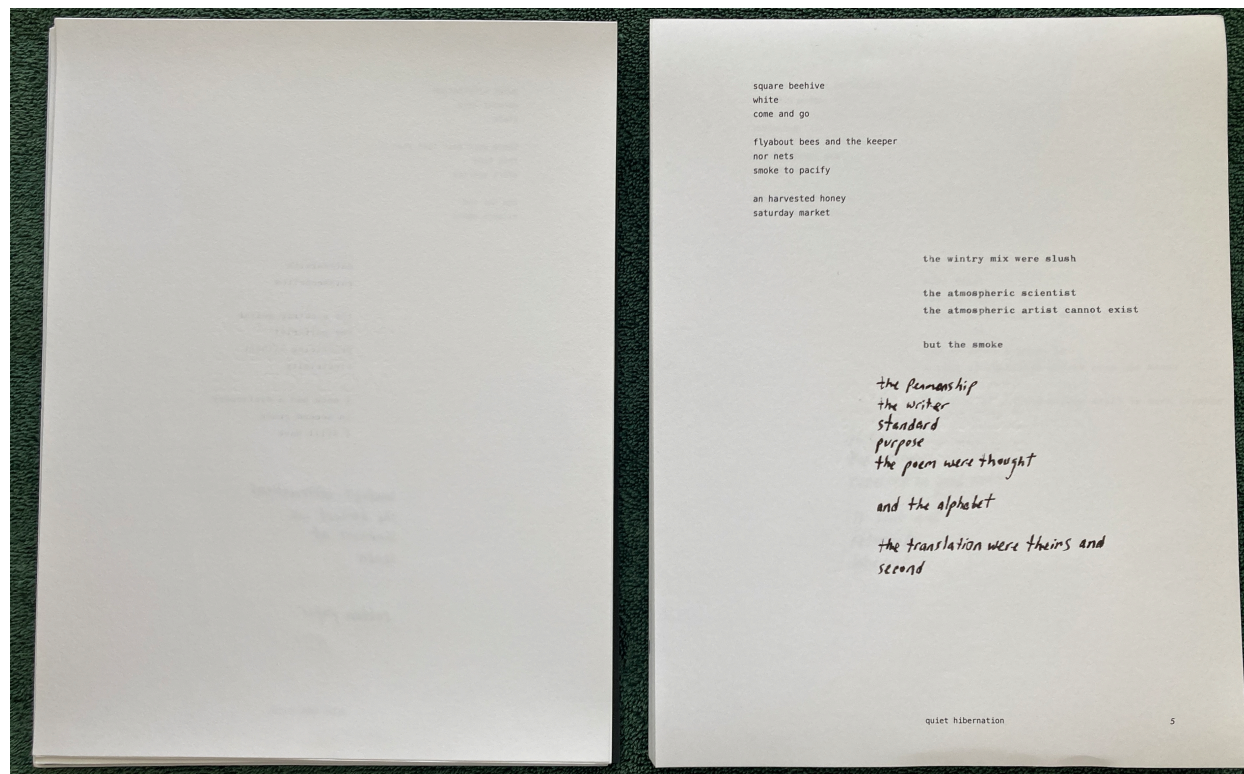 square beehive
white
come and go
flyabout bees and the keeper
nor nets
smoke to pacify
an harvested honey
saturday market
the wintry mix were slush
the atmospheric scientist
the atmospheric artist cannot exist
but the smoke
the penmanship
the writer
standard
purpose
the poem were thought
and the alphabet
the translation were theirs and
second
quiet hibernation
5